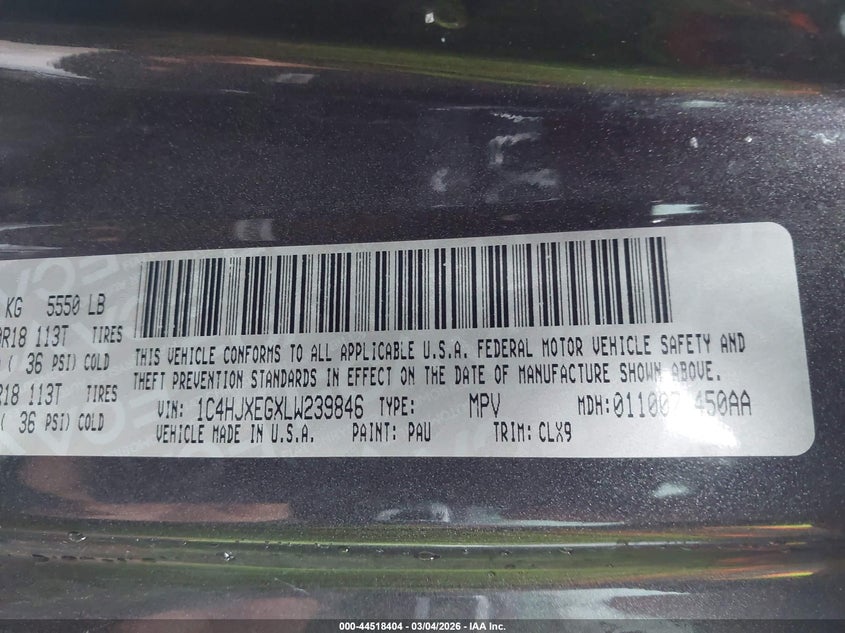 KG 5550 LB
R18 113T TIRES
( 36 PSI) COLD
R18 113T TIRES
( 36 PSI) COLD
THIS VEHICLE CONFORMS TO ALL APPLICABLE U.S.A. FEDERAL MOTOR VEHICLE SAFETY AND
THEFT PREVENTION STANDARDS IN EFFECT ON THE DATE OF MANUFACTURE SHOWN ABOVE.
VIN: 1C4HJXEGXLW239846 TYPE: MPV MDH: 011007 450AA
VEHICLE MADE IN U.S.A. PAINT: PAU TRIM: CLX9
000-44518404 — 03/04/2026 — IAA Inc.